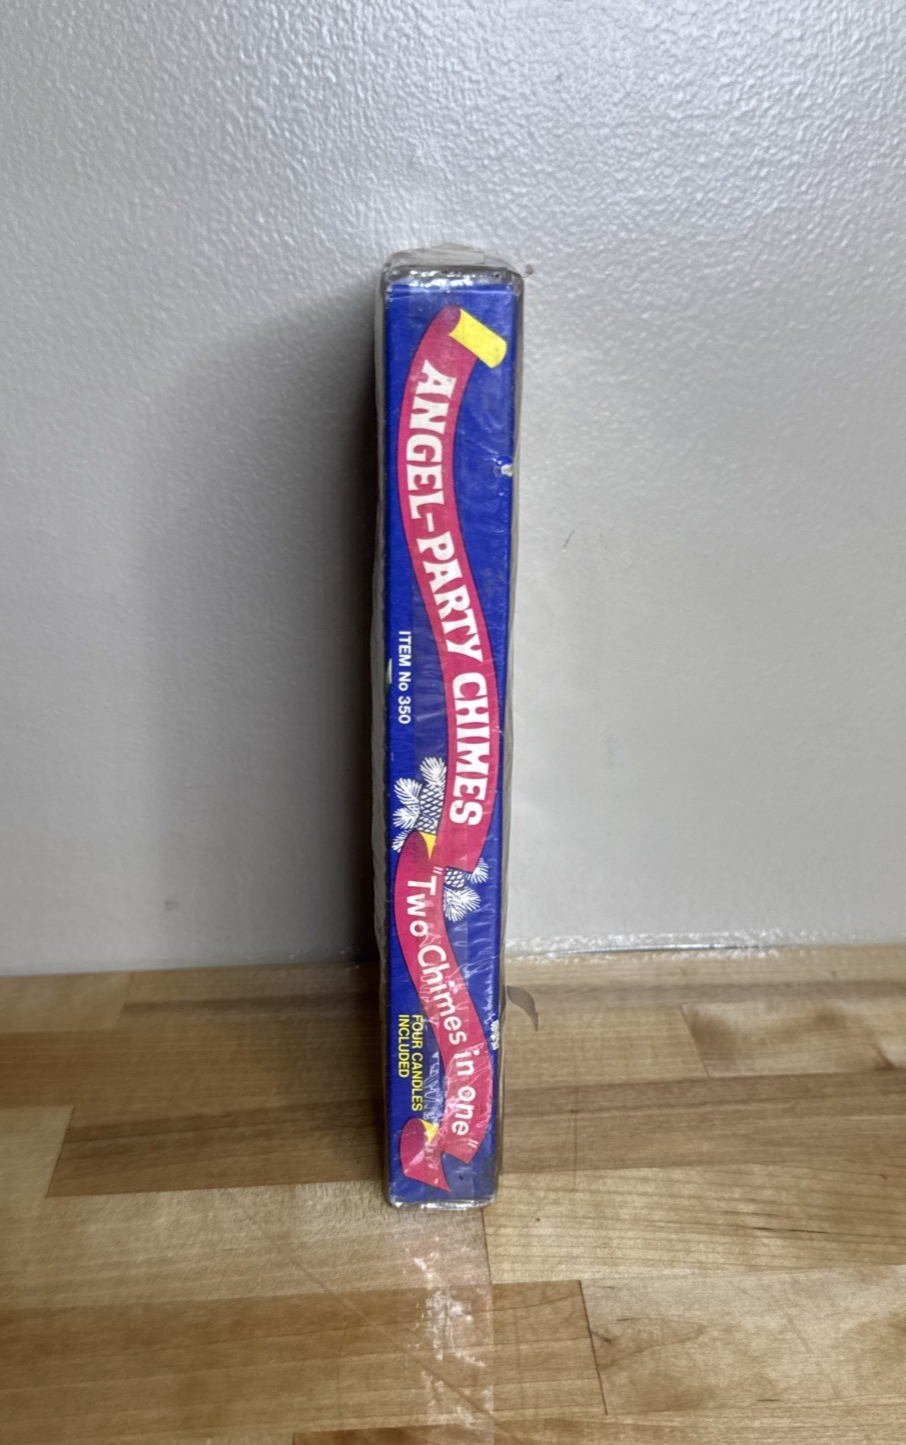 ANGEL-PARTY CHIMES
ITEM No 350
"Two Chimes in one"
FOUR CANDLES
INCLUDED